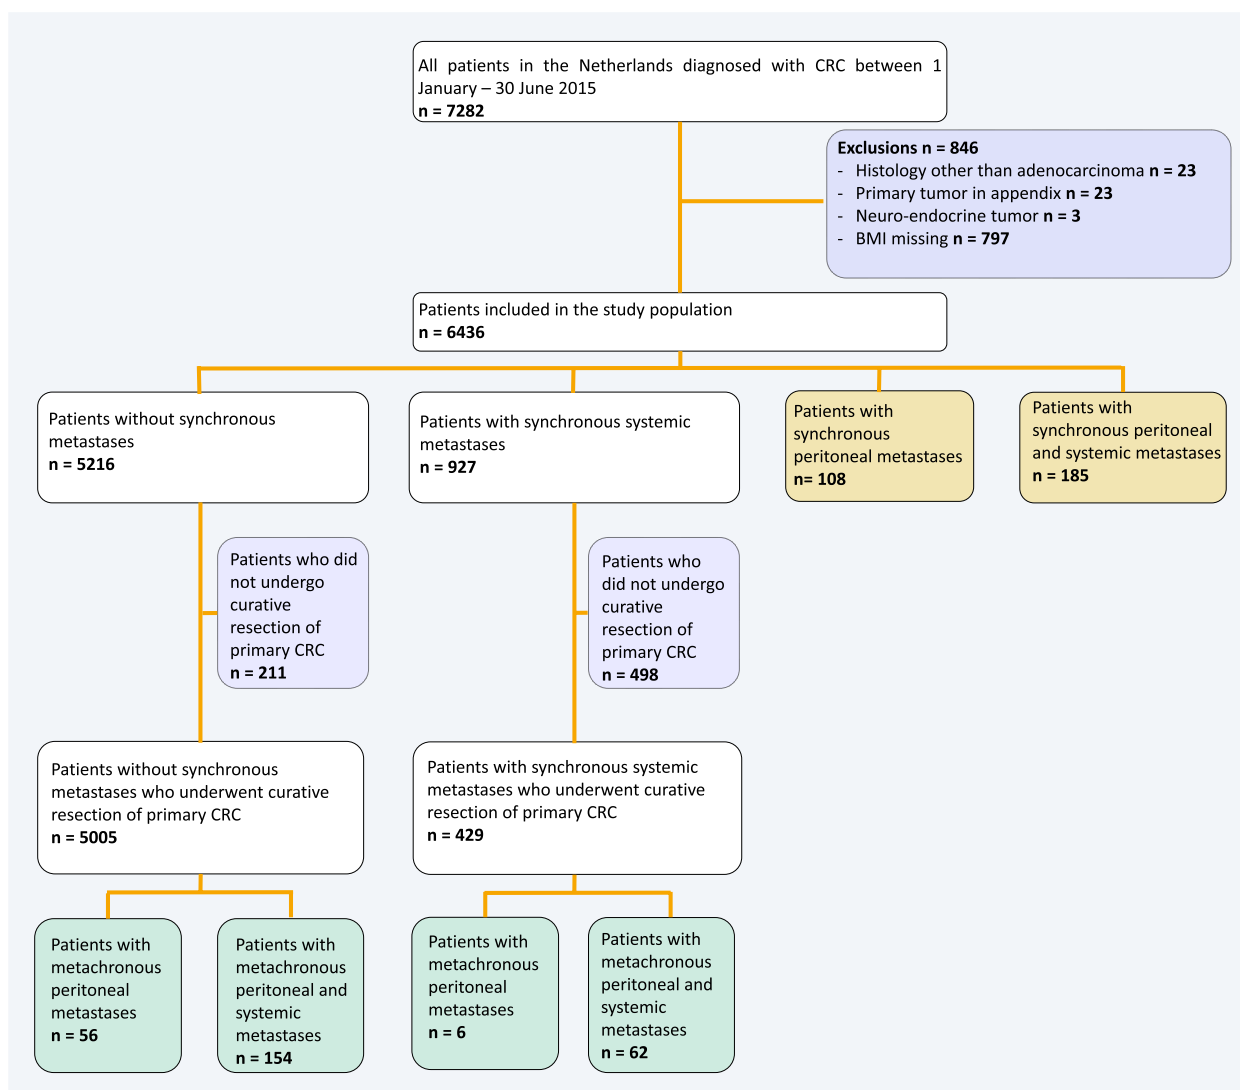 All patients in the Netherlands diagnosed with CRC between 1
January – 30 June 2015
n = 7282
Exclusions n = 846
- Histology other than adenocarcinoma n = 23
- Primary tumor in appendix n = 23
- Neuro-endocrine tumor n = 3
- BMI missing n = 797
Patients included in the study population
n = 6436
Patients without synchronous
metastases
n = 5216
Patients with synchronous systemic
metastases
n = 927
Patients with
synchronous
peritoneal metastases
n= 108
Patients with
synchronous peritoneal
and systemic metastases
n = 185
Patients who did
not undergo
curative
resection of
primary CRC
n = 211
Patients who
did not undergo
curative
resection of
primary CRC
n = 498
Patients without synchronous
metastases who underwent curative
resection of primary CRC
n = 5005
Patients with synchronous systemic
metastases who underwent curative
resection of primary CRC
n = 429
Patients with
metachronous
peritoneal
metastases
n = 56
Patients with
metachronous
peritoneal and
systemic
metastases
n = 154
Patients with
metachronous
peritoneal
metastases
n = 6
Patients with
metachronous
peritoneal and
systemic
metastases
n = 62